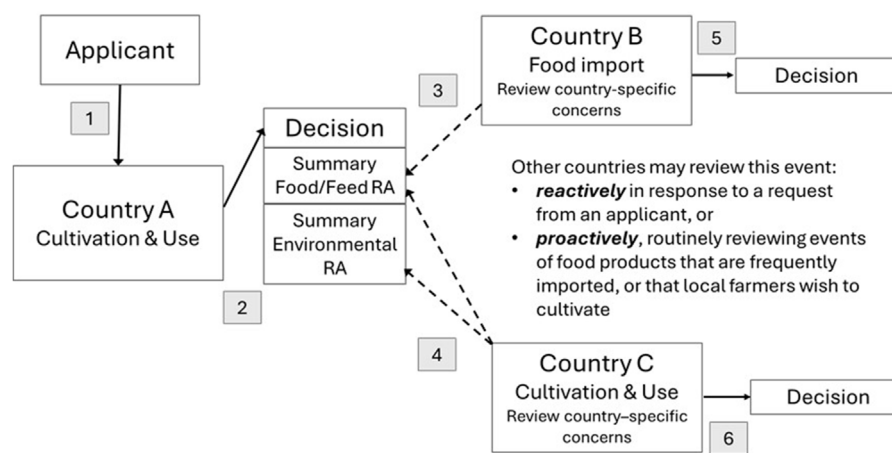 Applicant
1
Country A
Cultivation & Use
2
Decision
Summary
Food/Feed RA
Summary
Environmental
RA
3
Country B
Food import
Review country-specific
concerns
5
Decision
Other countries may review this event:
• reactively in response to a request
from an applicant, or
• proactively, routinely reviewing events
of food products that are frequently
imported, or that local farmers wish to
cultivate
4
Country C
Cultivation & Use
Review country–specific
concerns
6
Decision